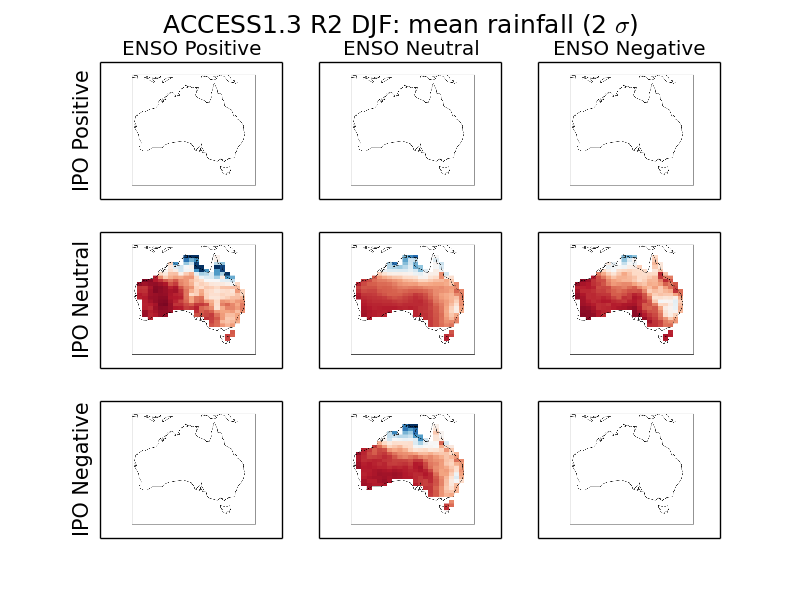 ACCESS1.3 R2 DJF: mean rainfall (2 σ)
ENSO Positive
ENSO Neutral
ENSO Negative
IPO Positive
IPO Neutral
IPO Negative